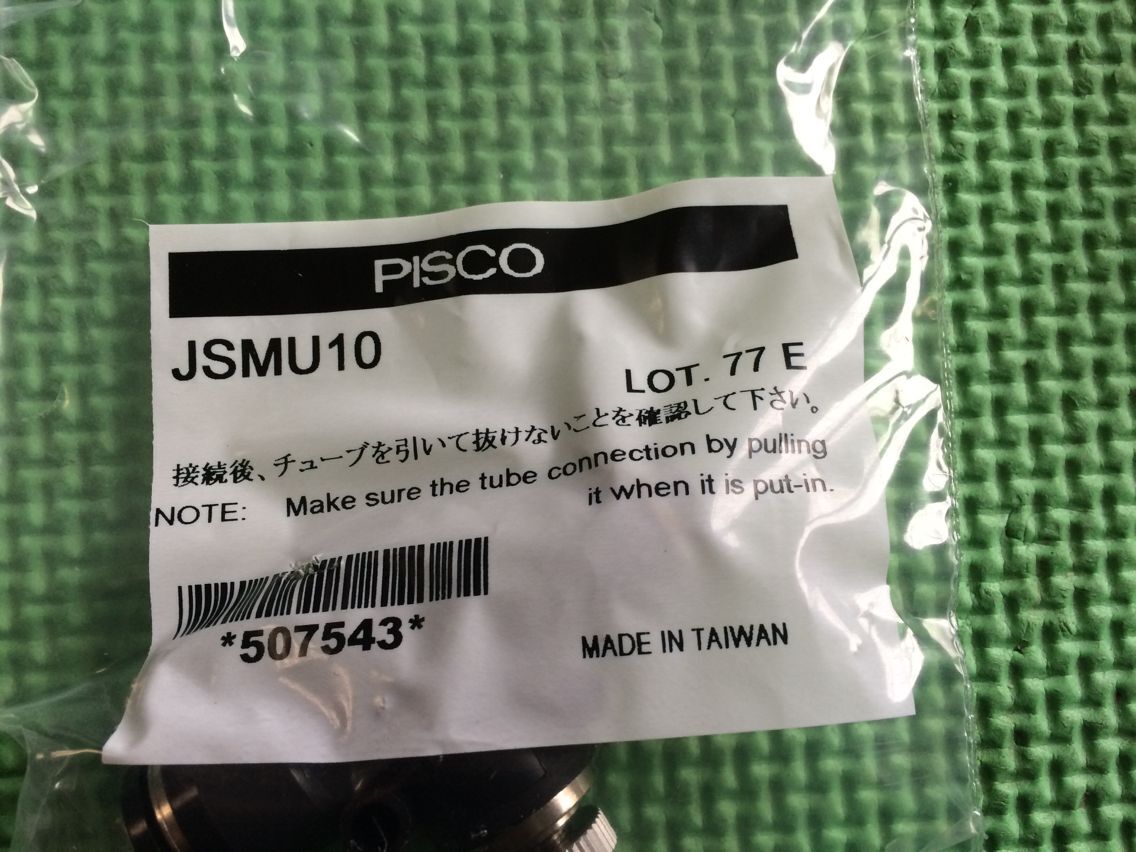 PISCO
JSMU10
LOT. 77 E
接続後、チューブを引いて抜けないことを確認して下さい。
NOTE: Make sure the tube connection by pulling
it when it is put-in.
*507543*
MADE IN TAIWAN